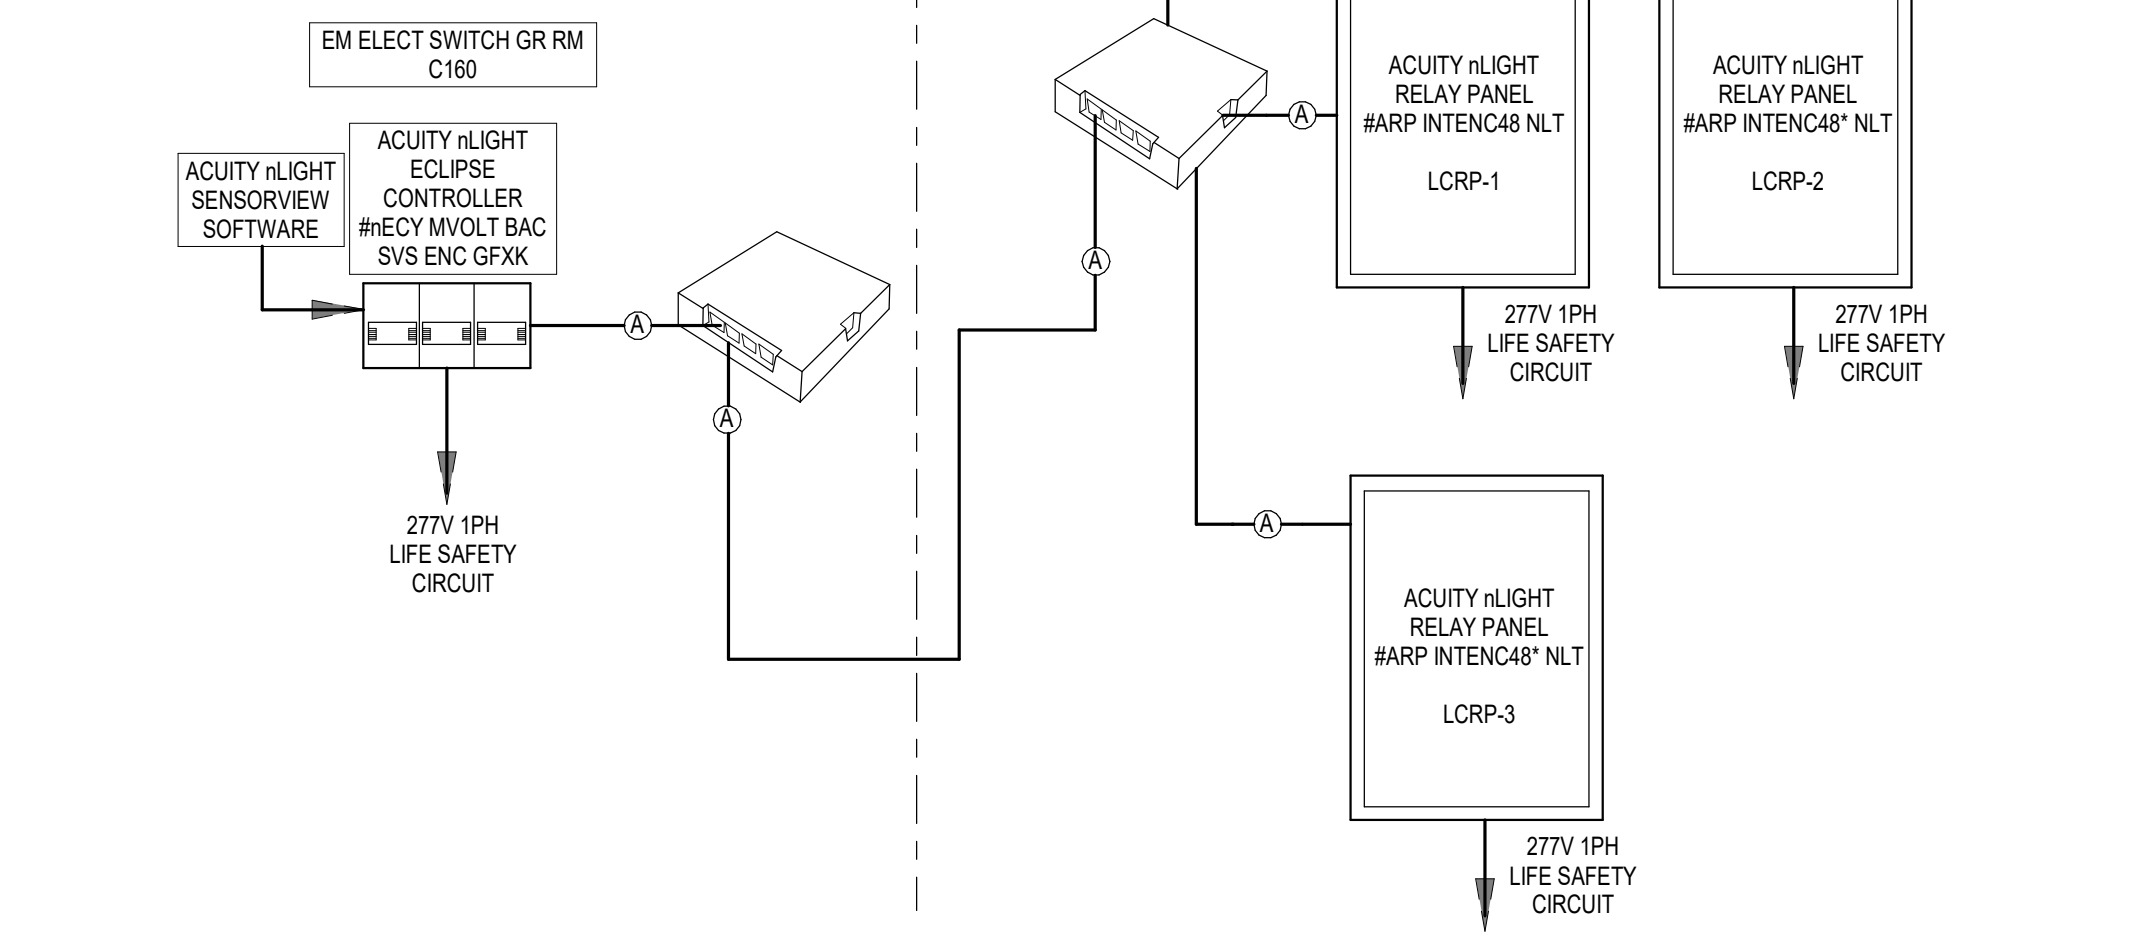 EM ELECT SWITCH GR RM
C160
ACUITY nLIGHT
SENSORVIEW
SOFTWARE
ACUITY nLIGHT
ECLIPSE
CONTROLLER
#nECY MVOLT BAC
SVS ENC GFXK
A
A
277V 1PH
LIFE SAFETY
CIRCUIT
A
A
A
ACUITY nLIGHT
RELAY PANEL
#ARP INTENC48 NLT
LCRP-1
277V 1PH
LIFE SAFETY
CIRCUIT
ACUITY nLIGHT
RELAY PANEL
#ARP INTENC48* NLT
LCRP-2
277V 1PH
LIFE SAFETY
CIRCUIT
ACUITY nLIGHT
RELAY PANEL
#ARP INTENC48* NLT
LCRP-3
277V 1PH
LIFE SAFETY
CIRCUIT